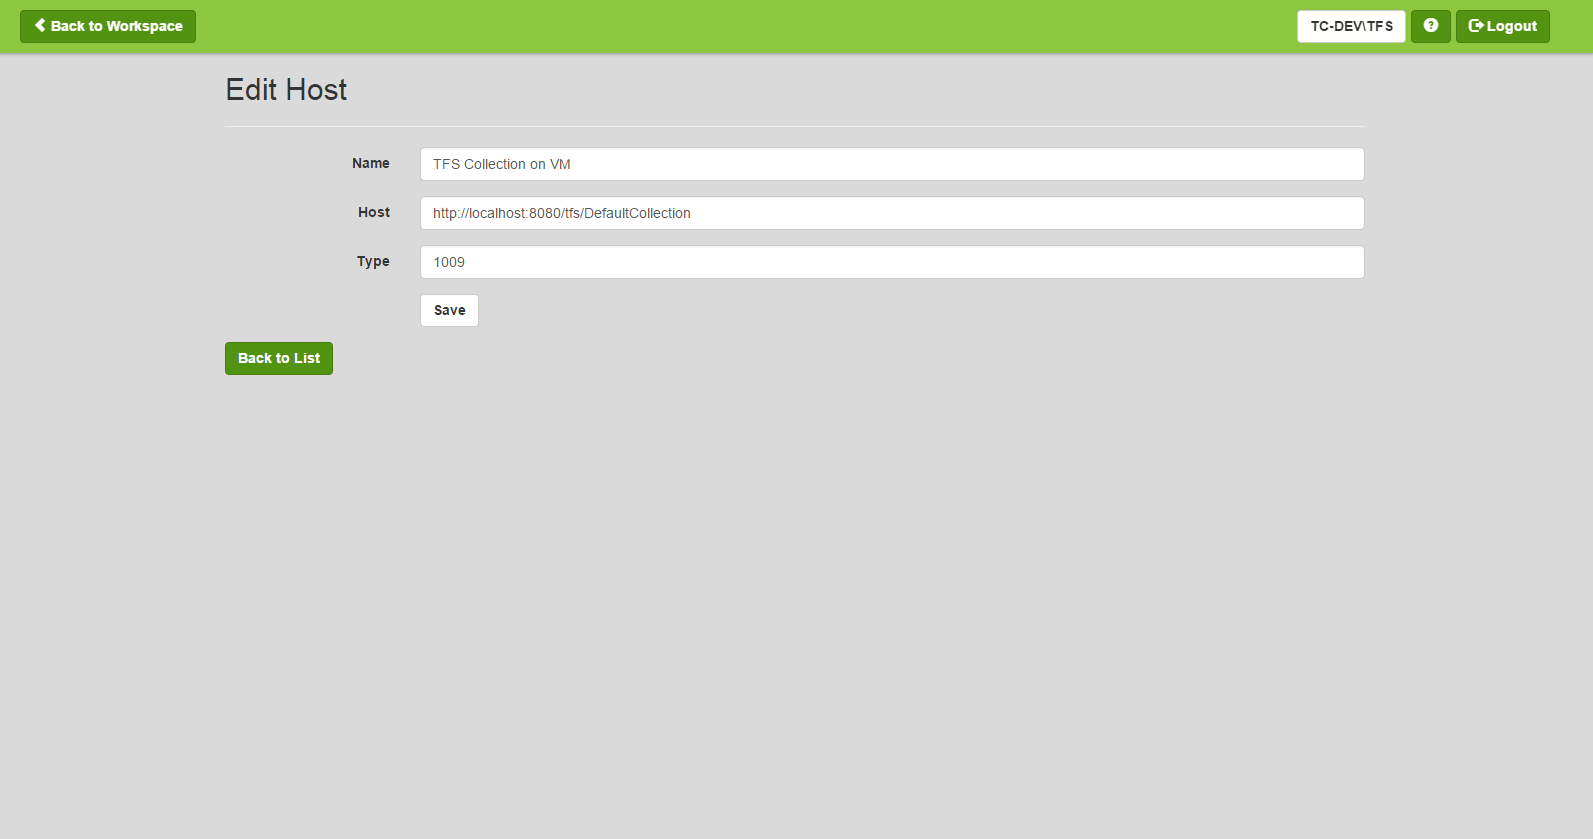 Back to Workspace
TC-DEV\TFS
Logout
Edit Host
Name
TFS Collection on VM
Host
http://localhost:8080/tfs/DefaultCollection
Type
1009
Save
Back to List